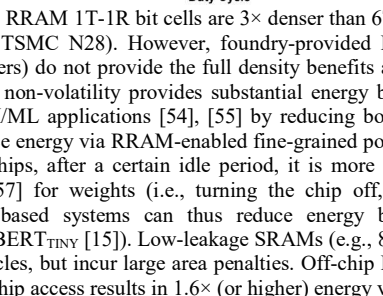 RRAM 1T-1R bit cells are 3× denser than 6
TSMC N28). However, foundry-provided
ers) do not provide the full density benefits a
non-volatility provides substantial energy b
/ML applications [54], [55] by reducing bo
e energy via RRAM-enabled fine-grained po
hips, after a certain idle period, it is more
57] for weights (i.e., turning the chip off,
based systems can thus reduce energy b
BERTTINY [15]). Low-leakage SRAMs (e.g., 8
cles, but incur large area penalties. Off-chip
hip access results in 1.6× (or higher) energy